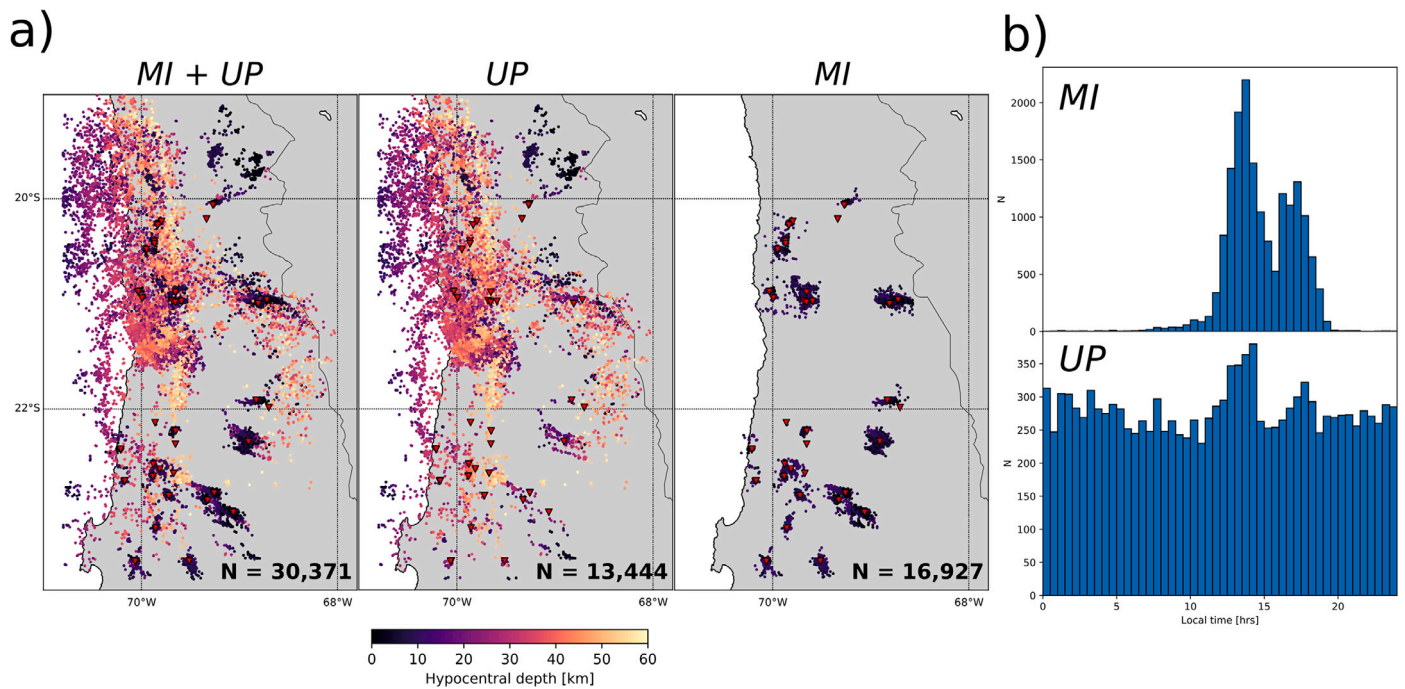 a)
MI + UP
UP
MI
20°S
22°S
N = 30,371
N = 13,444
N = 16,927
70°W
68°W
70°W
68°W
70°W
68°W
0
10
20
30
40
50
60
Hypocentral depth [km]
b)
MI
2000
1500
1000
500
0
N
UP
350
300
250
200
150
100
50
0
N
0
5
10
15
20
Local time [hrs]